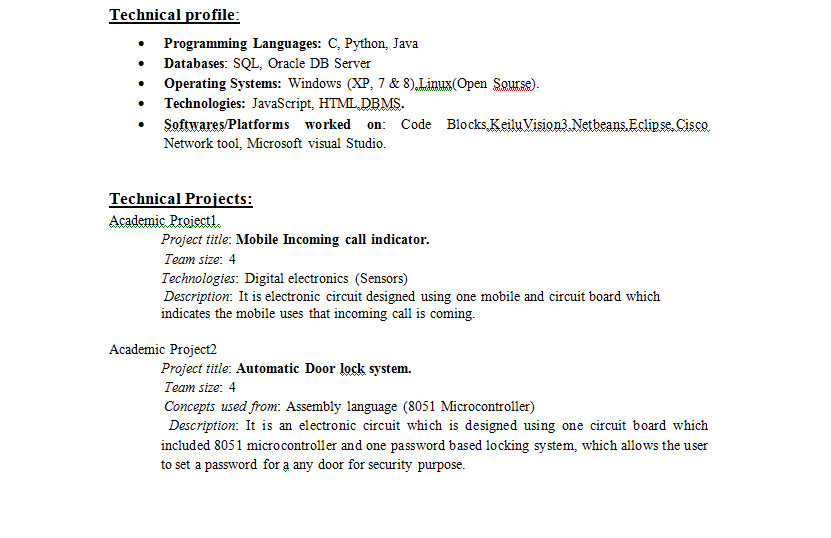 Technical profile:
• Programming Languages: C, Python, Java
• Databases: SQL, Oracle DB Server
• Operating Systems: Windows (XP, 7 & 8),Linux(Open Sourse).
• Technologies: JavaScript, HTML,DBMS.
• Softwares/Platforms worked on: Code Blocks,KeiluVision3,Netbeans,Eclipse,Cisco
Network tool, Microsoft visual Studio.
Technical Projects:
Academic Project1.
Project title: Mobile Incoming call indicator.
Team size: 4
Technologies: Digital electronics (Sensors)
Description: It is electronic circuit designed using one mobile and circuit board which
indicates the mobile uses that incoming call is coming.
Academic Project2
Project title: Automatic Door lock system.
Team size: 4
Concepts used from: Assembly language (8051 Microcontroller)
Description: It is an electronic circuit which is designed using one circuit board which
included 8051 microcontroller and one password based locking system, which allows the user
to set a password for a any door for security purpose.